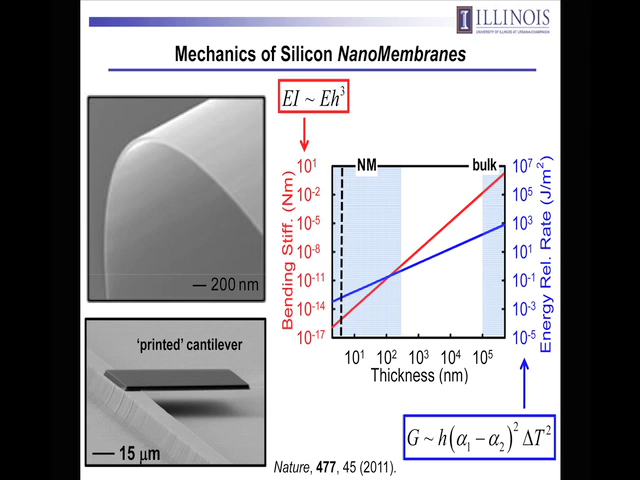 ILLINOIS
UNIVERSITY OF ILLINOIS AT URBANA-CHAMPAIGN
Mechanics of Silicon NanoMembranes
EI ~ Eh³
200 nm
'printed' cantilever
15 μm
NM
bulk
Bending Stiff. (Nm)
10¹
10⁻²
10⁻⁵
10⁻⁸
10⁻¹¹
10⁻¹⁴
10⁻¹⁷
10⁷
10⁵
10³
10¹
10⁻¹
10⁻³
10⁻⁵
Energy Rel. Rate (J/m²)
10¹ 10² 10³ 10⁴ 10⁵
Thickness (nm)
G ~ h(α₁ − α₂)² ΔT²
Nature, 477, 45 (2011).